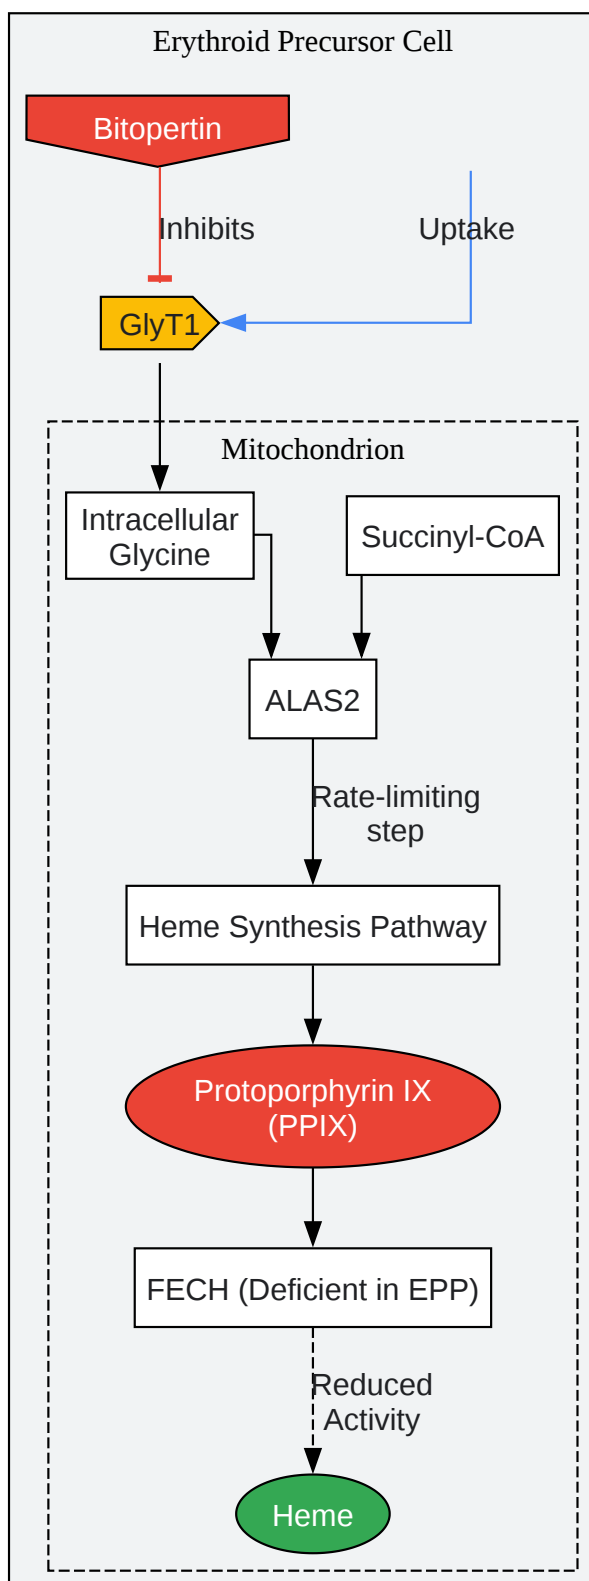 Erythroid Precursor Cell
Bitopertin
Inhibits
Uptake
GlyT1
Mitochondrion
Intracellular
Glycine
Succinyl-CoA
ALAS2
Rate-limiting
step
Heme Synthesis Pathway
Protoporphyrin IX
(PPIX)
FECH (Deficient in EPP)
Reduced
Activity
Heme